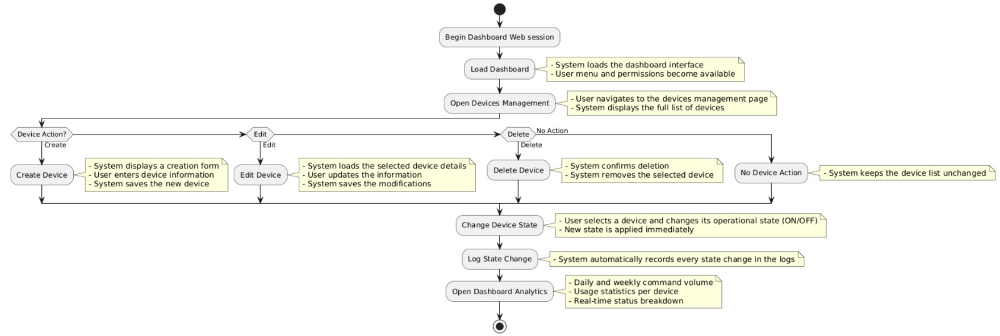 Begin Dashboard Web session
Load Dashboard
- System loads the dashboard interface
- User menu and permissions become available
Open Devices Management
- User navigates to the devices management page
- System displays the full list of devices
Device Action?
Create
Edit
Edit
Delete
Delete
No Action
Create Device
- System displays a creation form
- User enters device information
- System saves the new device
Edit Device
- System loads the selected device details
- User updates the information
- System saves the modifications
Delete Device
- System confirms deletion
- System removes the selected device
No Device Action
- System keeps the device list unchanged
Change Device State
- User selects a device and changes its operational state (ON/OFF)
- New state is applied immediately
Log State Change
- System automatically records every state change in the logs
Open Dashboard Analytics
- Daily and weekly command volume
- Usage statistics per device
- Real-time status breakdown